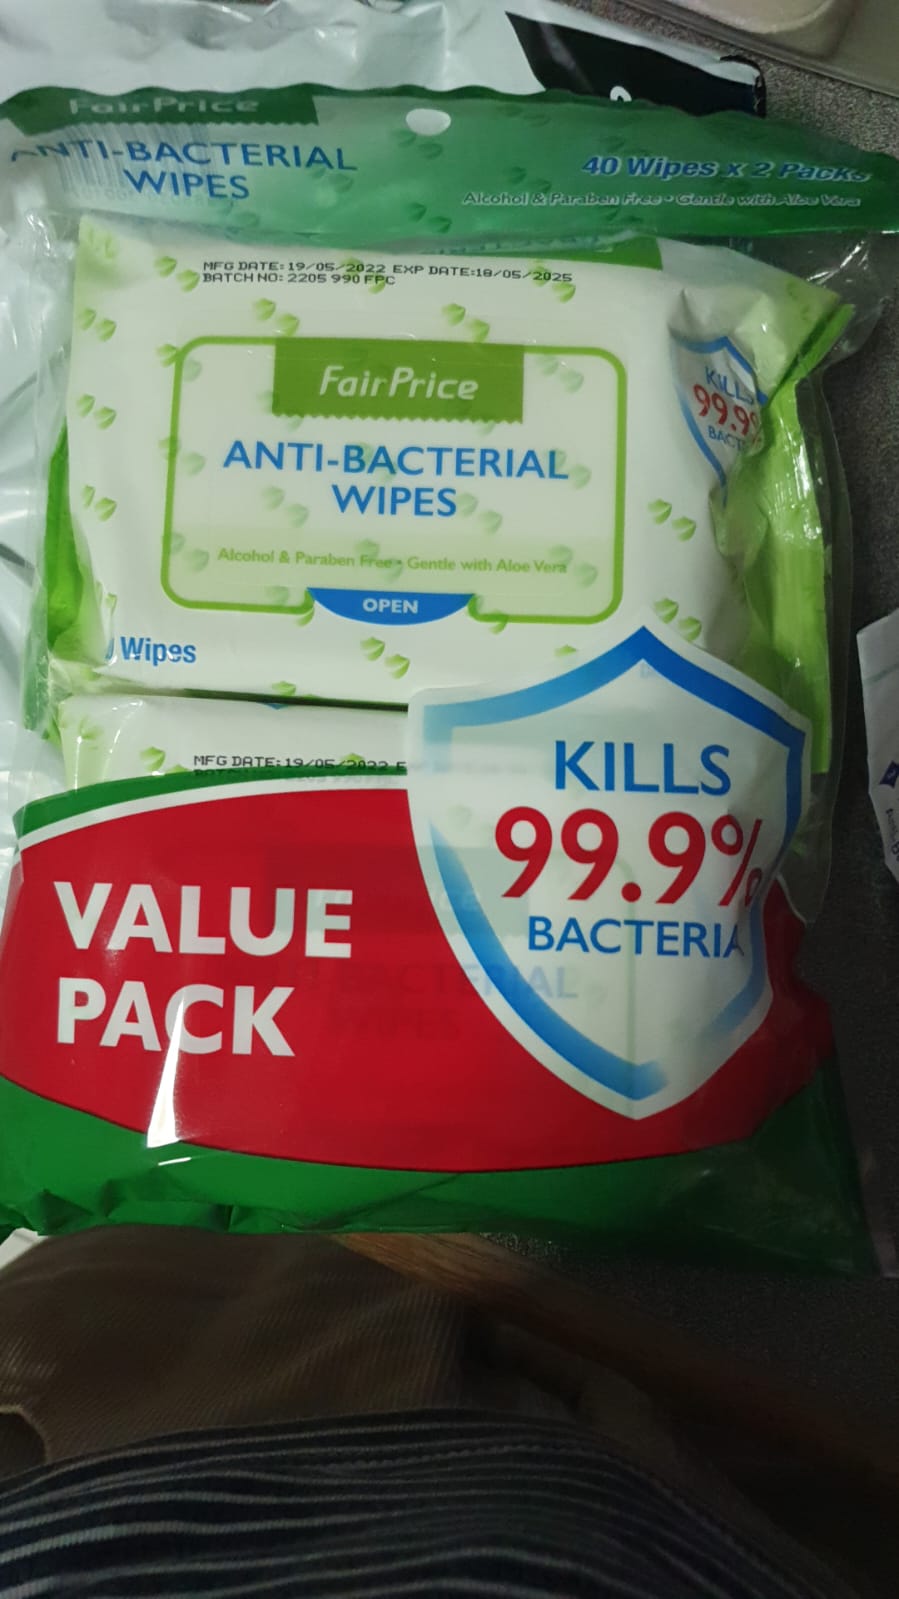 FairPrice
ANTI-BACTERIAL
WIPES
40 Wipes x 2 Packs
Alcohol & Paraben Free • Gentle with Aloe Vera
MFG DATE: 19/05/2022 EXP DATE:18/05/2025
BATCH NO: 2205 990 FPC
FairPrice
ANTI-BACTERIAL
WIPES
Alcohol & Paraben Free • Gentle with Aloe Vera
OPEN
Wipes
KILLS
99.9%
BACT
MFG DATE: 19/05/2022 E
KILLS
99.9%
BACTERIA
VALUE
PACK